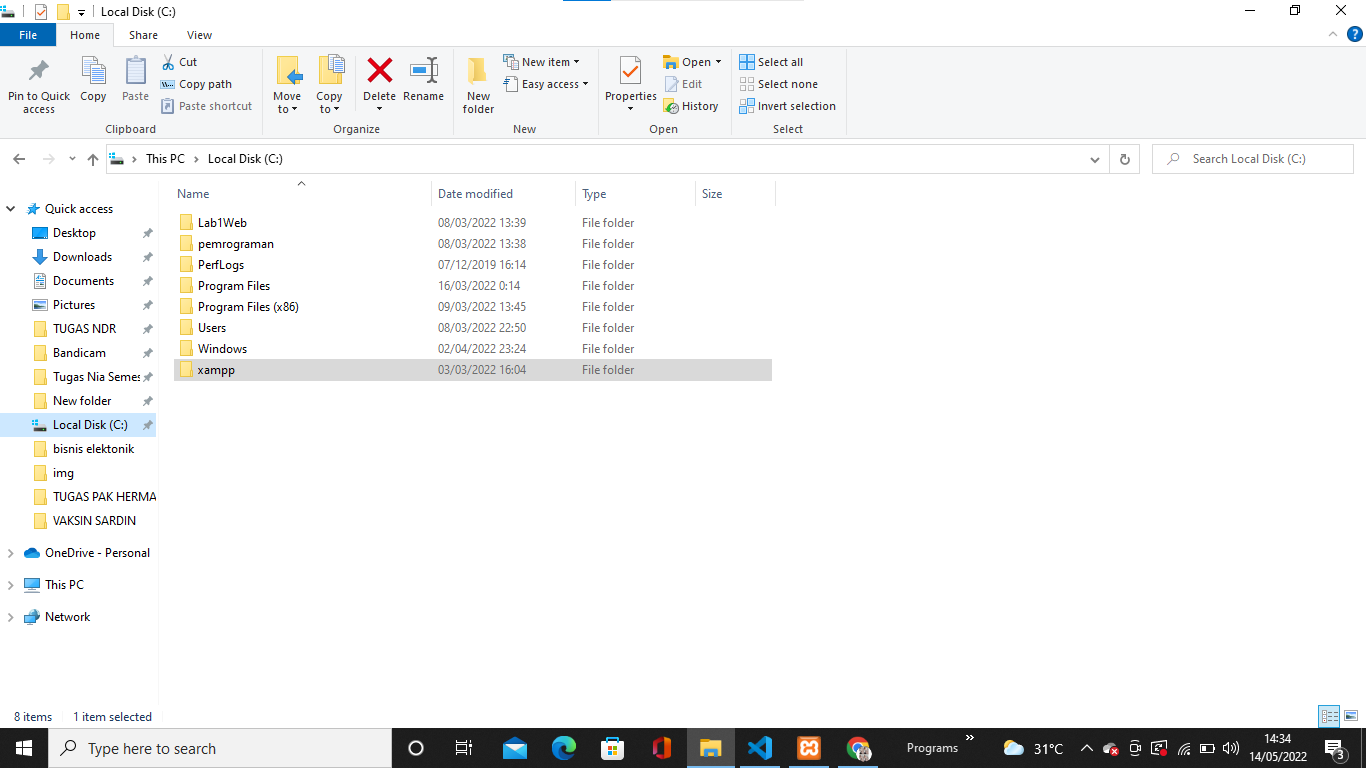 Local Disk (C:)
File Home Share View
Pin to Quick access
Copy
Paste
Cut
Copy path
Paste shortcut
Clipboard
Move to
Copy to
Delete
Rename
Organize
New folder
New item
Easy access
New
Properties
Open
Edit
History
Open
Select all
Select none
Invert selection
Select
This PC Local Disk (C:)
Search Local Disk (C:)
Name Date modified Type Size
Lab1Web 08/03/2022 13:39 File folder
pemrograman 08/03/2022 13:38 File folder
PerfLogs 07/12/2019 16:14 File folder
Program Files 16/03/2022 0:14 File folder
Program Files (x86) 09/03/2022 13:45 File folder
Users 08/03/2022 22:50 File folder
Windows 02/04/2022 23:24 File folder
xampp 03/03/2022 16:04 File folder
Quick access
Desktop
Downloads
Documents
Pictures
TUGAS NDR
Bandicam
Tugas Nia Semes
New folder
Local Disk (C:)
bisnis elektonik
img
TUGAS PAK HERMA
VAKSIN SARDIN
OneDrive - Personal
This PC
Network
8 items 1 item selected
Type here to search
Programs
31°C
14:34
14/05/2022
3